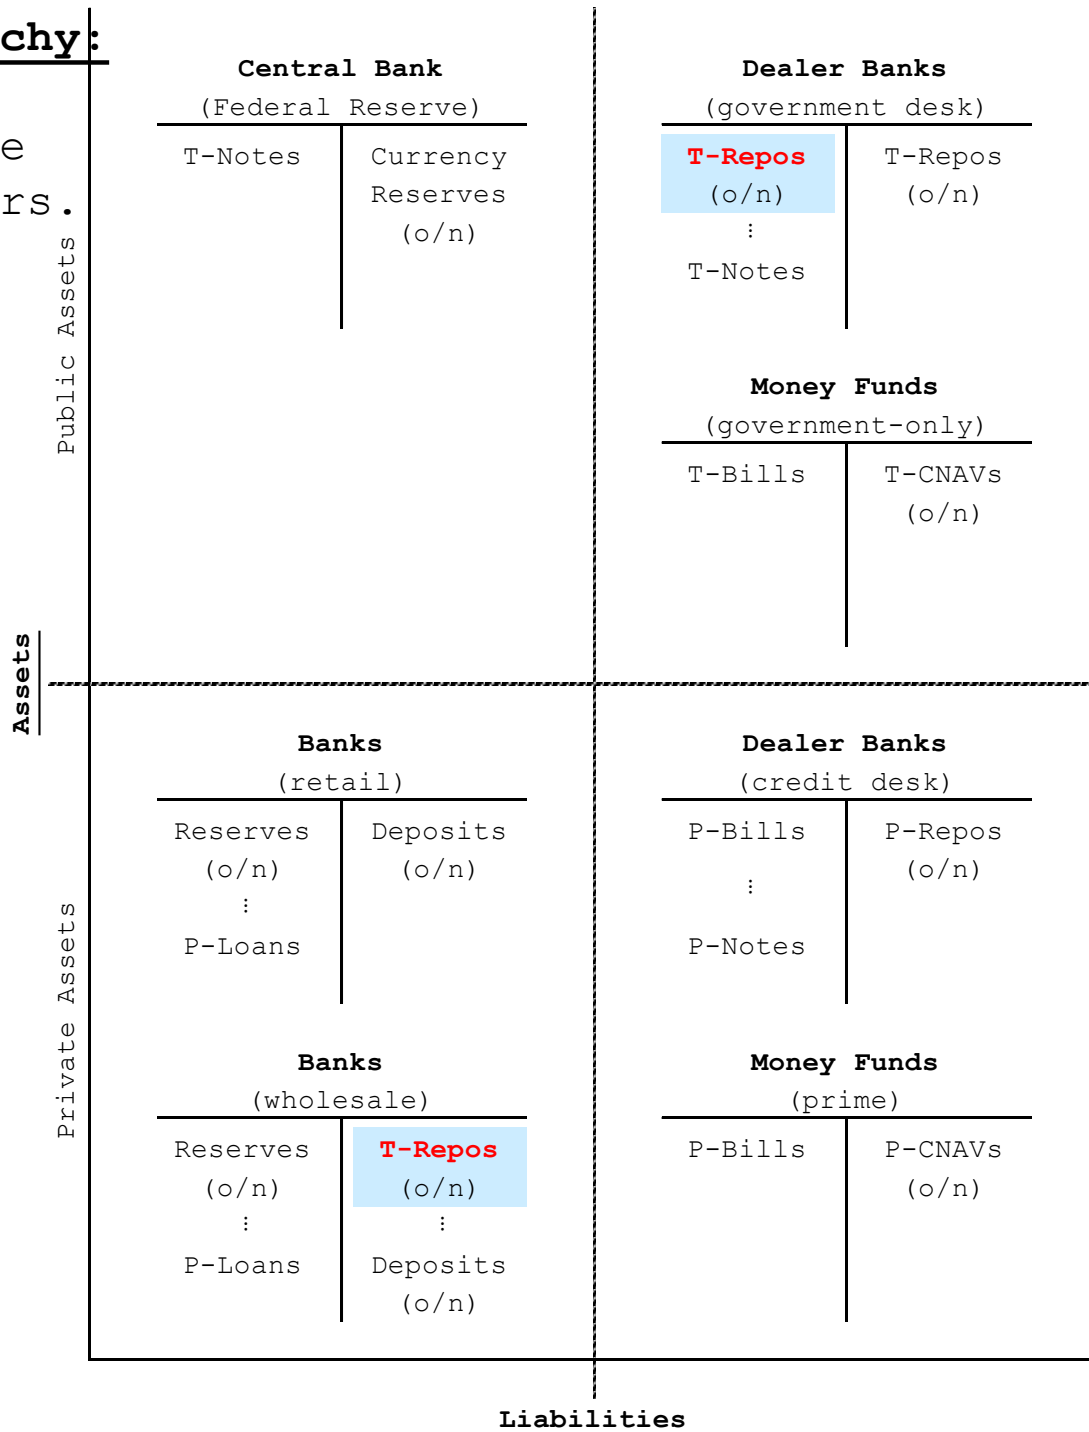 chy:
e
rs.
Central Bank
(Federal Reserve)
T-Notes
Currency
Reserves
(o/n)
Dealer Banks
(government desk)
T-Repos
(o/n)
⋮
T-Notes
T-Repos
(o/n)
Public Assets
Money Funds
(government-only)
T-Bills
T-CNAVs
(o/n)
Assets
Banks
(retail)
Reserves
(o/n)
⋮
P-Loans
Deposits
(o/n)
Dealer Banks
(credit desk)
P-Bills
⋮
P-Notes
P-Repos
(o/n)
Private Assets
Banks
(wholesale)
Reserves
(o/n)
⋮
P-Loans
T-Repos
(o/n)
⋮
Deposits
(o/n)
Money Funds
(prime)
P-Bills
P-CNAVs
(o/n)
Liabilities